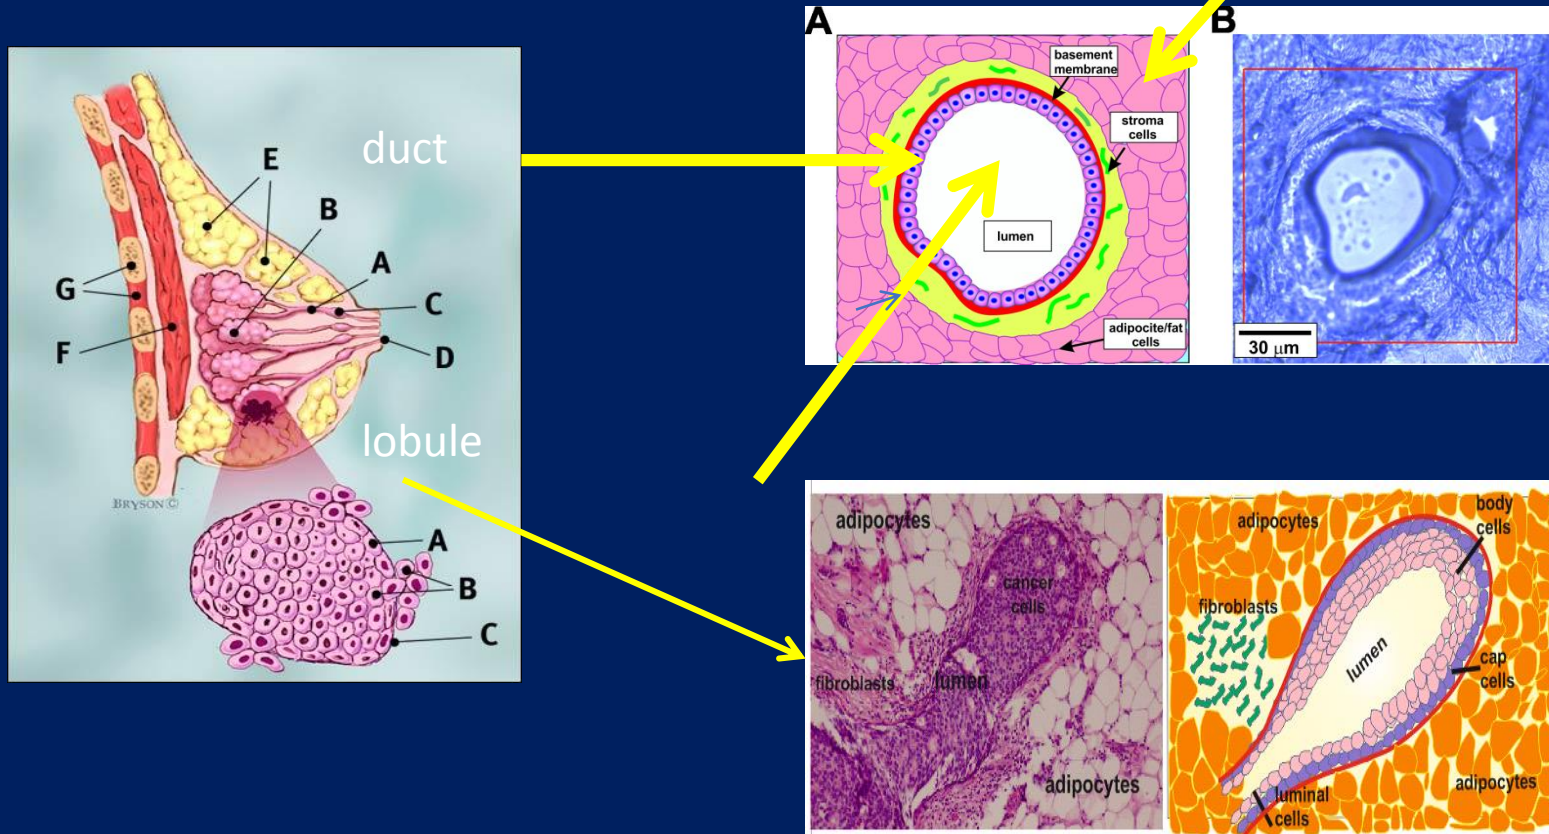 duct
E
B
A
C
G
F
D
lobule
BRYSON ©
A
B
C
A
basement
membrane
stroma
cells
lumen
adipocite/fat
cells
B
30 μm
adipocytes
cancer
cells
fibroblasts
lumen
adipocytes
adipocytes
body
cells
fibroblasts
lumen
cap
cells
luminal
cells
adipocytes